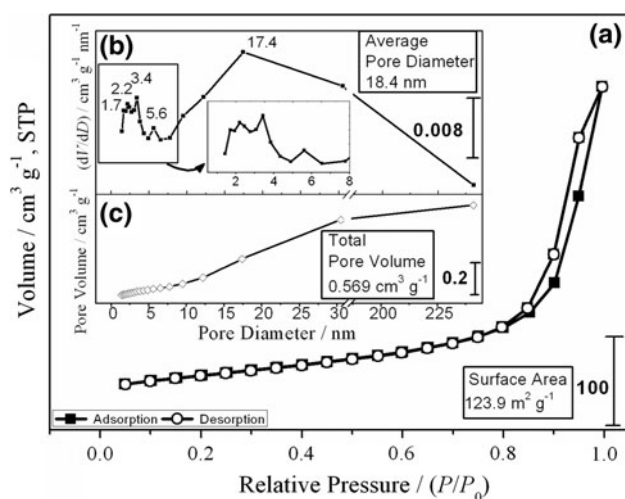 (a)
(b)
17.4
Average
Pore Diameter
18.4 nm
3.4
2.2
1.7
5.6
0.008
2 4 6 8
(dV/dD) / cm³ g⁻¹ nm⁻¹
(c)
Total
Pore Volume
0.569 cm³ g⁻¹
0.2
Pore Volume / cm³ g⁻¹
0 5 10 15 20 25 30 200 225
Pore Diameter / nm
Volume / cm³ g⁻¹, STP
Surface Area
123.9 m² g⁻¹
100
Adsorption Desorption
0.0 0.2 0.4 0.6 0.8 1.0
Relative Pressure / (P/P₀)